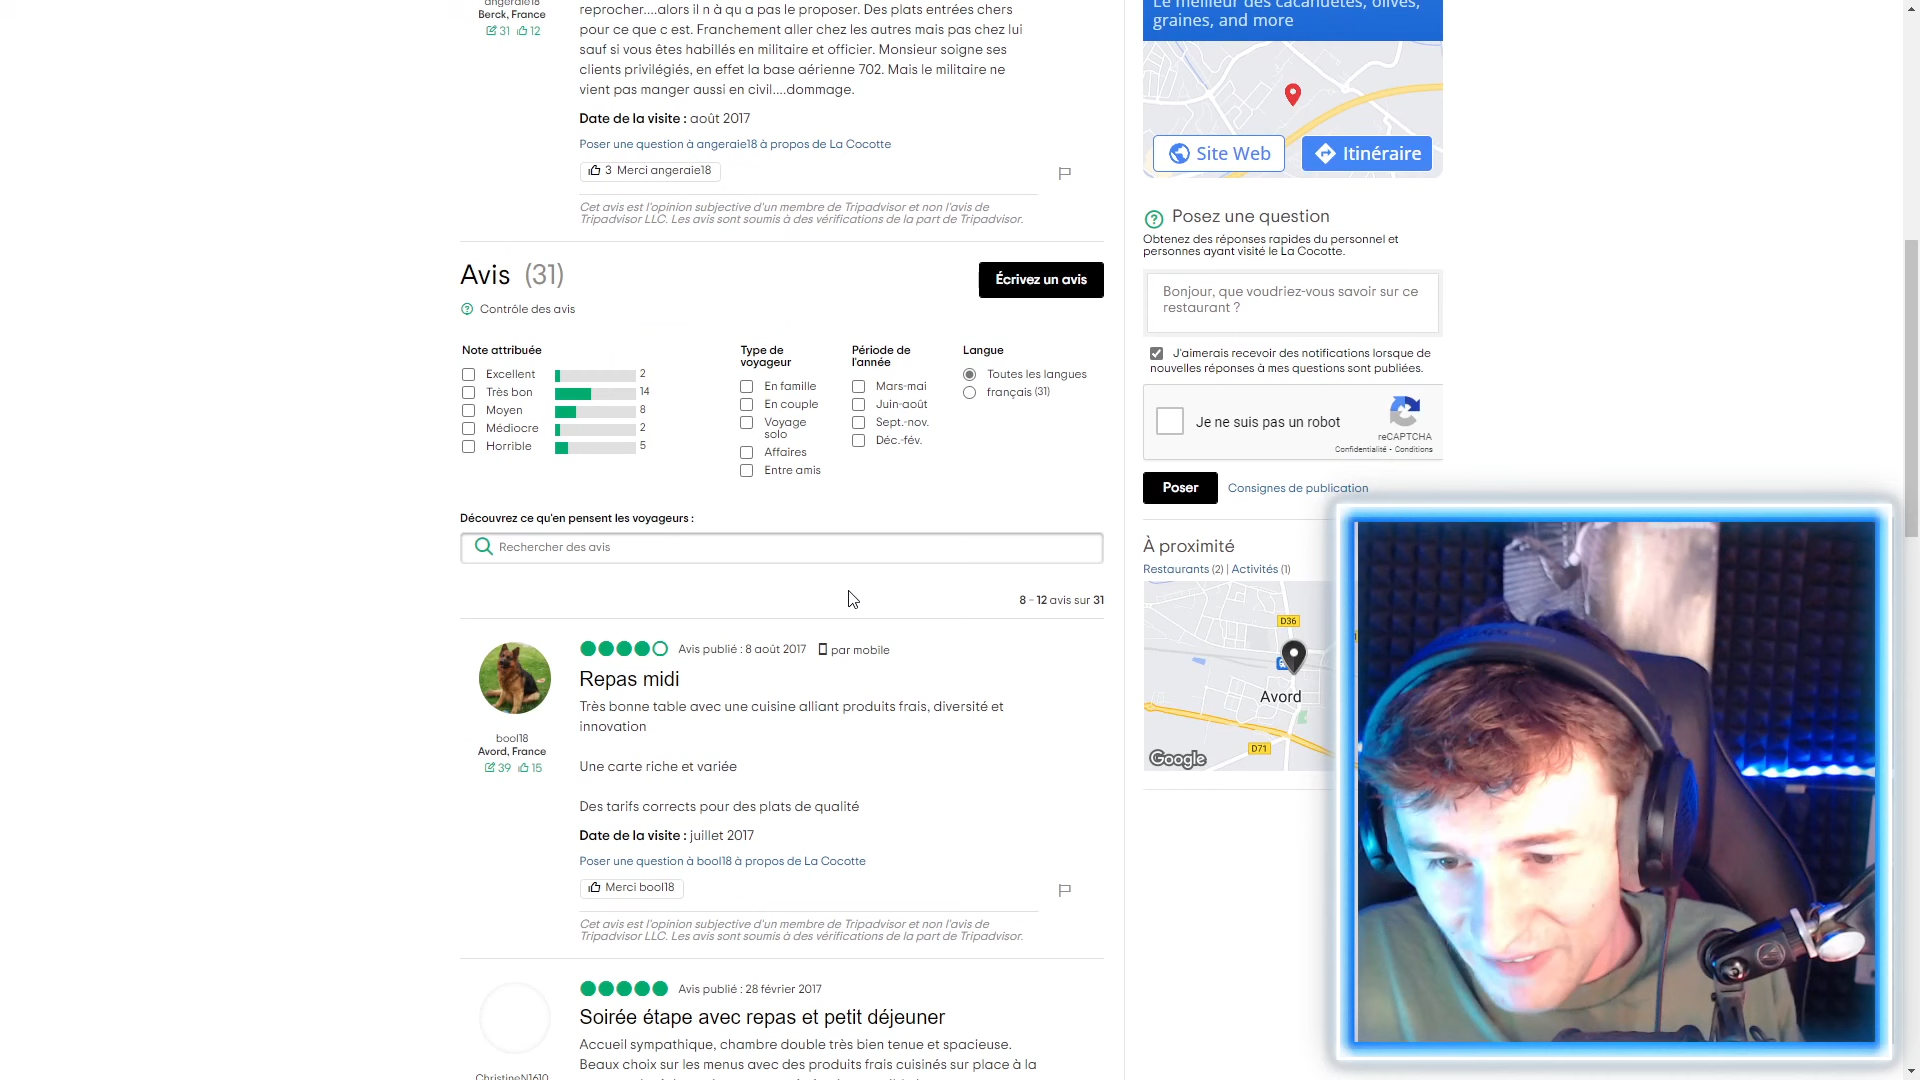 angeraie18
Berck, France
31 12
reprocher....alors il n à qu a pas le proposer. Des plats entrées chers
pour ce que c est. Franchement aller chez les autres mais pas chez lui
sauf si vous êtes habillés en militaire et officier. Monsieur soigne ses
clients privilégiés, en effet la base aérienne 702. Mais le militaire ne
vient pas manger aussi en civil....dommage.
Date de la visite : août 2017
Poser une question à angeraie18 à propos de La Cocotte
3 Merci angeraie18
Cet avis est l'opinion subjective d'un membre de Tripadvisor et non l'avis de
Tripadvisor LLC. Les avis sont soumis à des vérifications de la part de Tripadvisor.
Avis (31)
Écrivez un avis
Contrôle des avis
Note attribuée
Excellent 2
Très bon 14
Moyen 8
Médiocre 2
Horrible 5
Type de
voyageur
En famille
En couple
Voyage
solo
Affaires
Entre amis
Période de
l'année
Mars-mai
Juin-août
Sept.-nov.
Déc.-fév.
Langue
Toutes les langues
français (31)
Découvrez ce qu'en pensent les voyageurs :
Rechercher des avis
8 - 12 avis sur 31
bool18
Avord, France
39 15
Avis publié : 8 août 2017 par mobile
Repas midi
Très bonne table avec une cuisine alliant produits frais, diversité et
innovation
Une carte riche et variée
Des tarifs corrects pour des plats de qualité
Date de la visite : juillet 2017
Poser une question à bool18 à propos de La Cocotte
Merci bool18
Cet avis est l'opinion subjective d'un membre de Tripadvisor et non l'avis de
Tripadvisor LLC. Les avis sont soumis à des vérifications de la part de Tripadvisor.
ChristineN1610
Avis publié : 28 février 2017
Soirée étape avec repas et petit déjeuner
Accueil sympathique, chambre double très bien tenue et spacieuse.
Beaux choix sur les menus avec des produits frais cuisinés sur place à la
Le meilleur des cacahuètes, olives,
graines, and more
Site Web
Itinéraire
Posez une question
Obtenez des réponses rapides du personnel et
personnes ayant visité le La Cocotte.
Bonjour, que voudriez-vous savoir sur ce
restaurant ?
J'aimerais recevoir des notifications lorsque de
nouvelles réponses à mes questions sont publiées.
Je ne suis pas un robot
reCAPTCHA
Confidentialité - Conditions
Poser
Consignes de publication
À proximité
Restaurants (2) | Activités (1)
D36
Avord
D71
Google